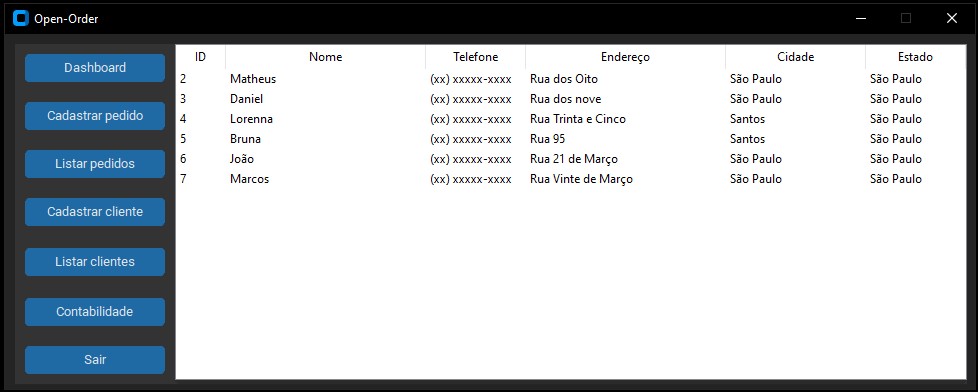 Open-Order
Dashboard
Cadastrar pedido
Listar pedidos
Cadastrar cliente
Listar clientes
Contabilidade
Sair
ID Nome Telefone Endereço Cidade Estado
2 Matheus (xx) xxxxx-xxxx Rua dos Oito São Paulo São Paulo
3 Daniel (xx) xxxxx-xxxx Rua dos nove São Paulo São Paulo
4 Lorenna (xx) xxxxx-xxxx Rua Trinta e Cinco Santos São Paulo
5 Bruna (xx) xxxxx-xxxx Rua 95 Santos São Paulo
6 João (xx) xxxxx-xxxx Rua 21 de Março São Paulo São Paulo
7 Marcos (xx) xxxxx-xxxx Rua Vinte de Março São Paulo São Paulo